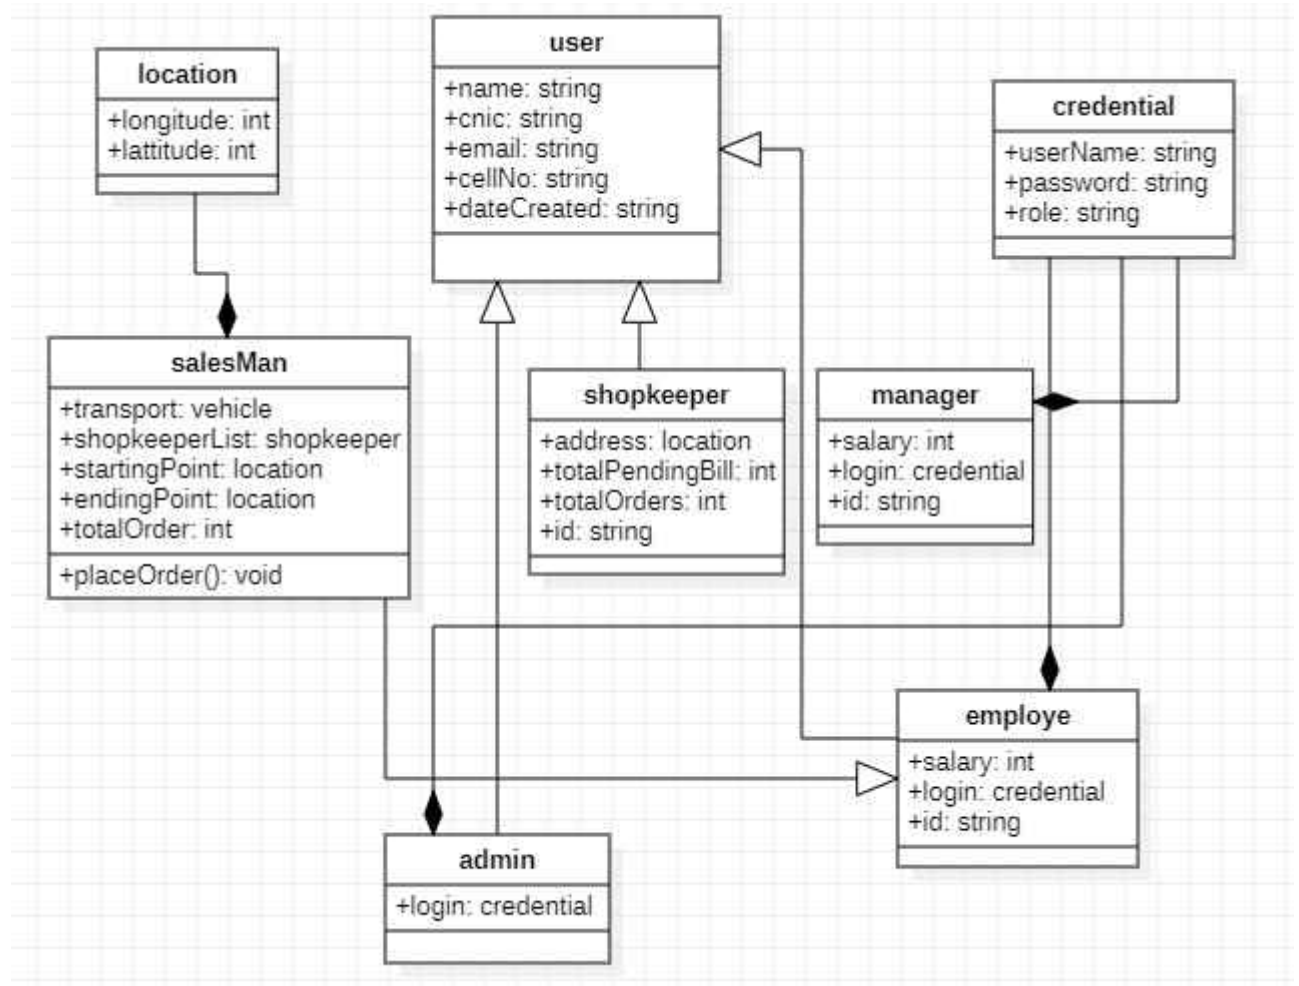 location
+longitude: int
+lattitude: int
user
+name: string
+cnic: string
+email: string
+cellNo: string
+dateCreated: string
credential
+userName: string
+password: string
+role: string
salesMan
+transport: vehicle
+shopkeeperList: shopkeeper
+startingPoint: location
+endingPoint: location
+totalOrder: int
+placeOrder(): void
shopkeeper
+address: location
+totalPendingBill: int
+totalOrders: int
+id: string
manager
+salary: int
+login: credential
+id: string
employe
+salary: int
+login: credential
+id: string
admin
+login: credential